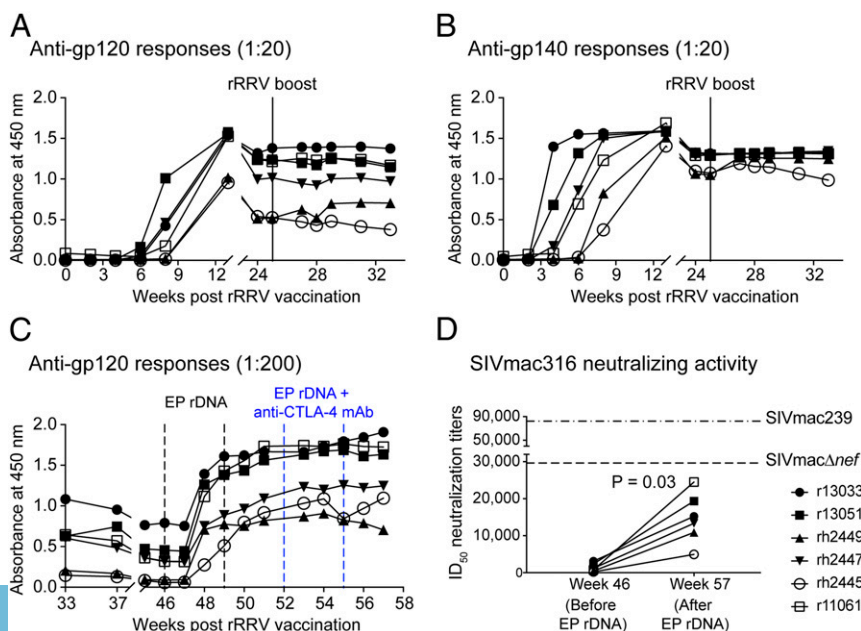 A
Anti-gp120 responses (1:20)
rRRV boost
Absorbance at 450 nm
2.0
1.5
1.0
0.5
0.0
0 3 6 9 12 24 28 32
Weeks post rRRV vaccination
B
Anti-gp140 responses (1:20)
rRRV boost
Absorbance at 450 nm
2.0
1.5
1.0
0.5
0.0
0 4 8 12 24 28 32
Weeks post rRRV vaccination
C
Anti-gp120 responses (1:200)
EP rDNA
EP rDNA +
anti-CTLA-4 mAb
Absorbance at 450 nm
2.0
1.5
1.0
0.5
0.0
33 37 46 48 50 52 54 56 58
Weeks post rRRV vaccination
D
SIVmac316 neutralizing activity
ID50 neutralization titers
90,000
50,000
30,000
20,000
10,000
0
SIVmac239
SIVmacΔnef
P = 0.03
Week 46 Week 57
(Before (After
EP rDNA) EP rDNA)
r13033
r13051
rh2449
rh2447
rh2445
r11061